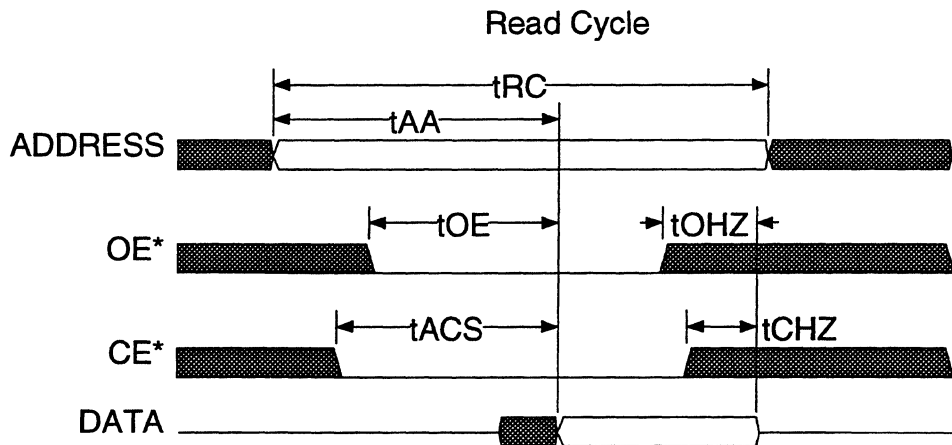 Read Cycle
tRC
tAA
ADDRESS
tOE
tOHZ
OE*
tACS
tCHZ
CE*
DATA